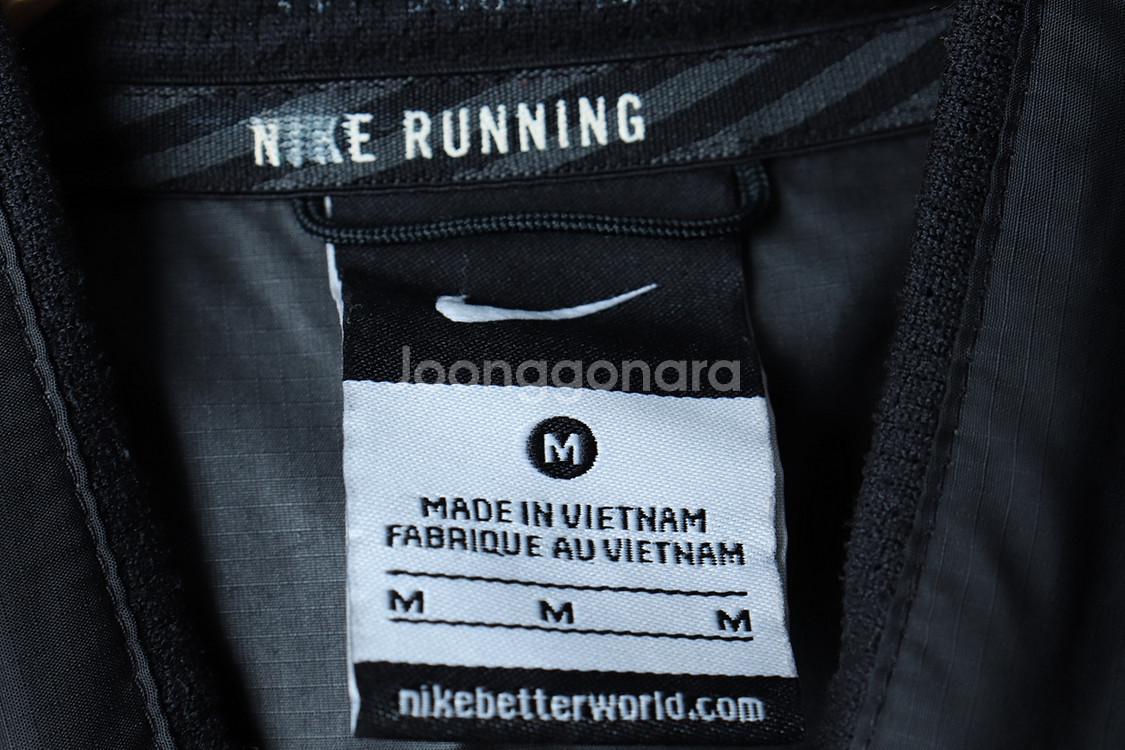 NIKE RUNNING
Joonggonara
M
MADE IN VIETNAM
FABRIQUE AU VIETNAM
M M M
nikebetterworld.com